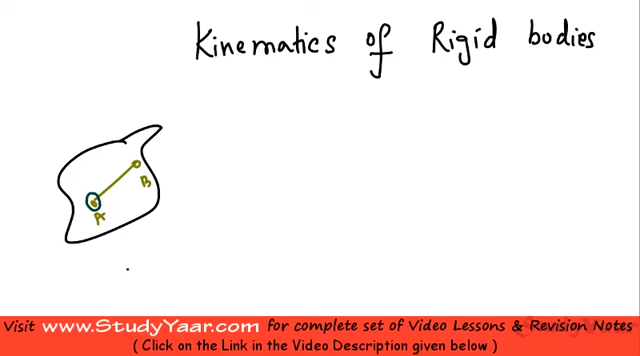 Kinematics of Rigid bodies
B
A
Visit www.StudyYaar.com for complete set of Video Lessons & Revision Notes
( Click on the Link in the Video Description given below )